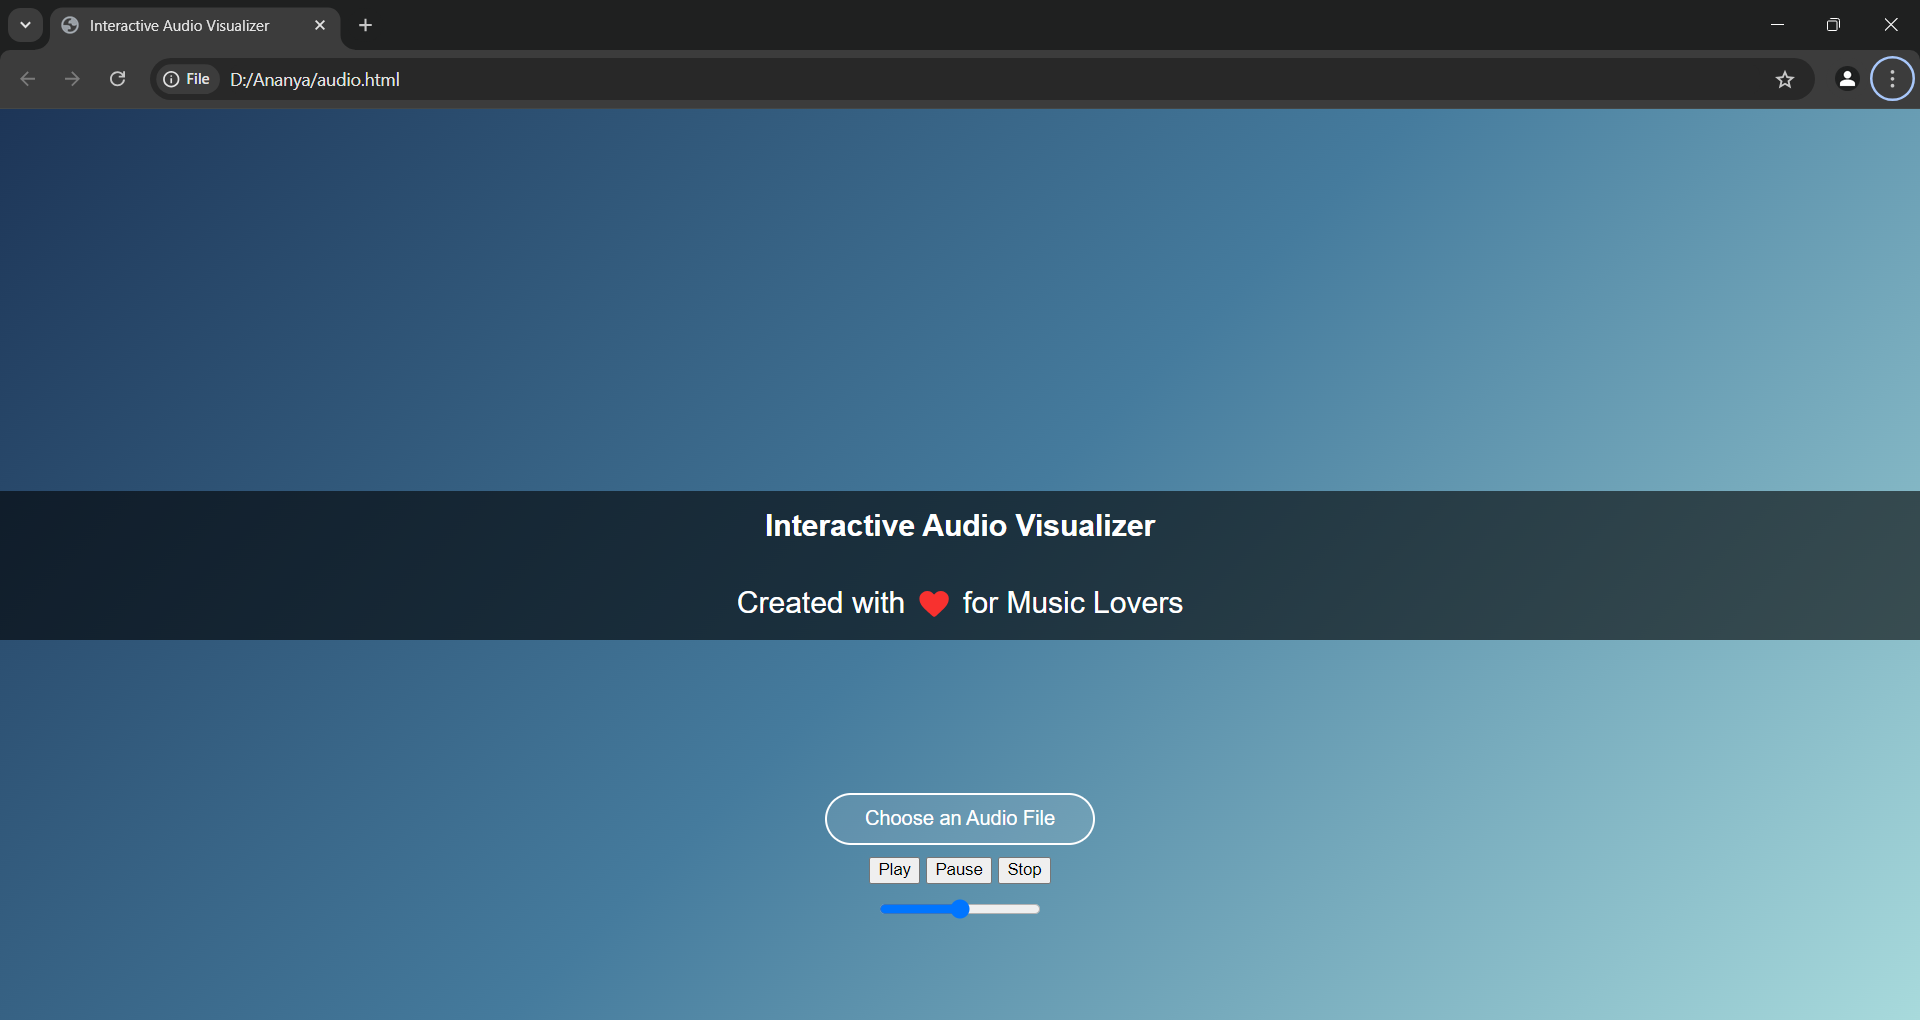 Interactive Audio Visualizer
File D:/Ananya/audio.html
Interactive Audio Visualizer
Created with ❤️ for Music Lovers
Choose an Audio File
Play Pause Stop